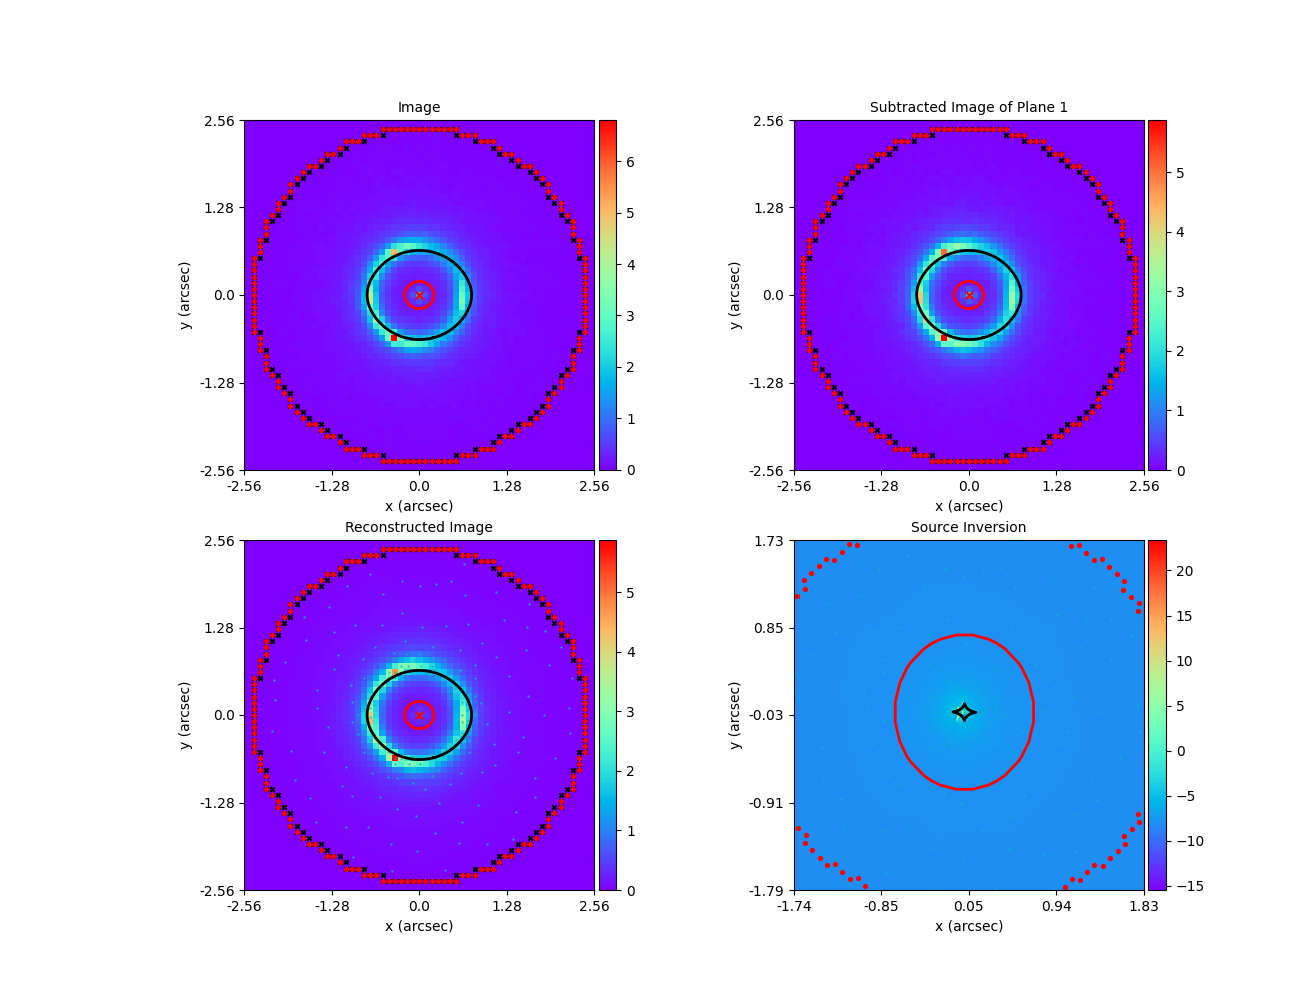 Image
Subtracted Image of Plane 1
2.56
1.28
0.0
-1.28
-2.56
-2.56 -1.28 0.0 1.28 2.56
x (arcsec)
y (arcsec)
6
5
4
3
2
1
0
2.56
1.28
0.0
-1.28
-2.56
-2.56 -1.28 0.0 1.28 2.56
x (arcsec)
y (arcsec)
5
4
3
2
1
0
Reconstructed Image
Source Inversion
2.56
1.28
0.0
-1.28
-2.56
-2.56 -1.28 0.0 1.28 2.56
x (arcsec)
y (arcsec)
5
4
3
2
1
0
1.73
0.85
-0.03
-0.91
-1.79
-1.74 -0.85 0.05 0.94 1.83
x (arcsec)
y (arcsec)
20
15
10
5
0
−5
−10
−15